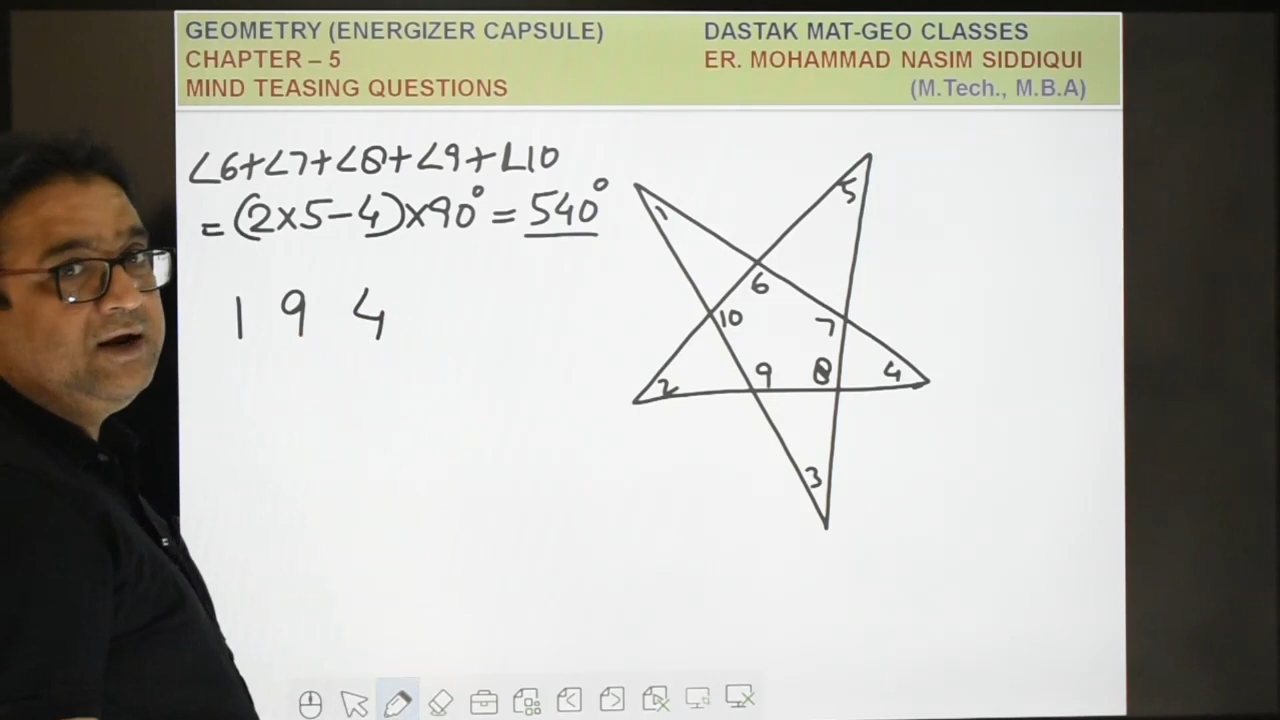 GEOMETRY (ENERGIZER CAPSULE) DASTAK MAT-GEO CLASSES
CHAPTER – 5 ER. MOHAMMAD NASIM SIDDIQUI
MIND TEASING QUESTIONS (M.Tech., M.B.A)
∠6+∠7+∠8+∠9+∠10
= (2×5−4)×90° = 540°
1 9 4
5
1
6
10 7
9 8 4
2
3